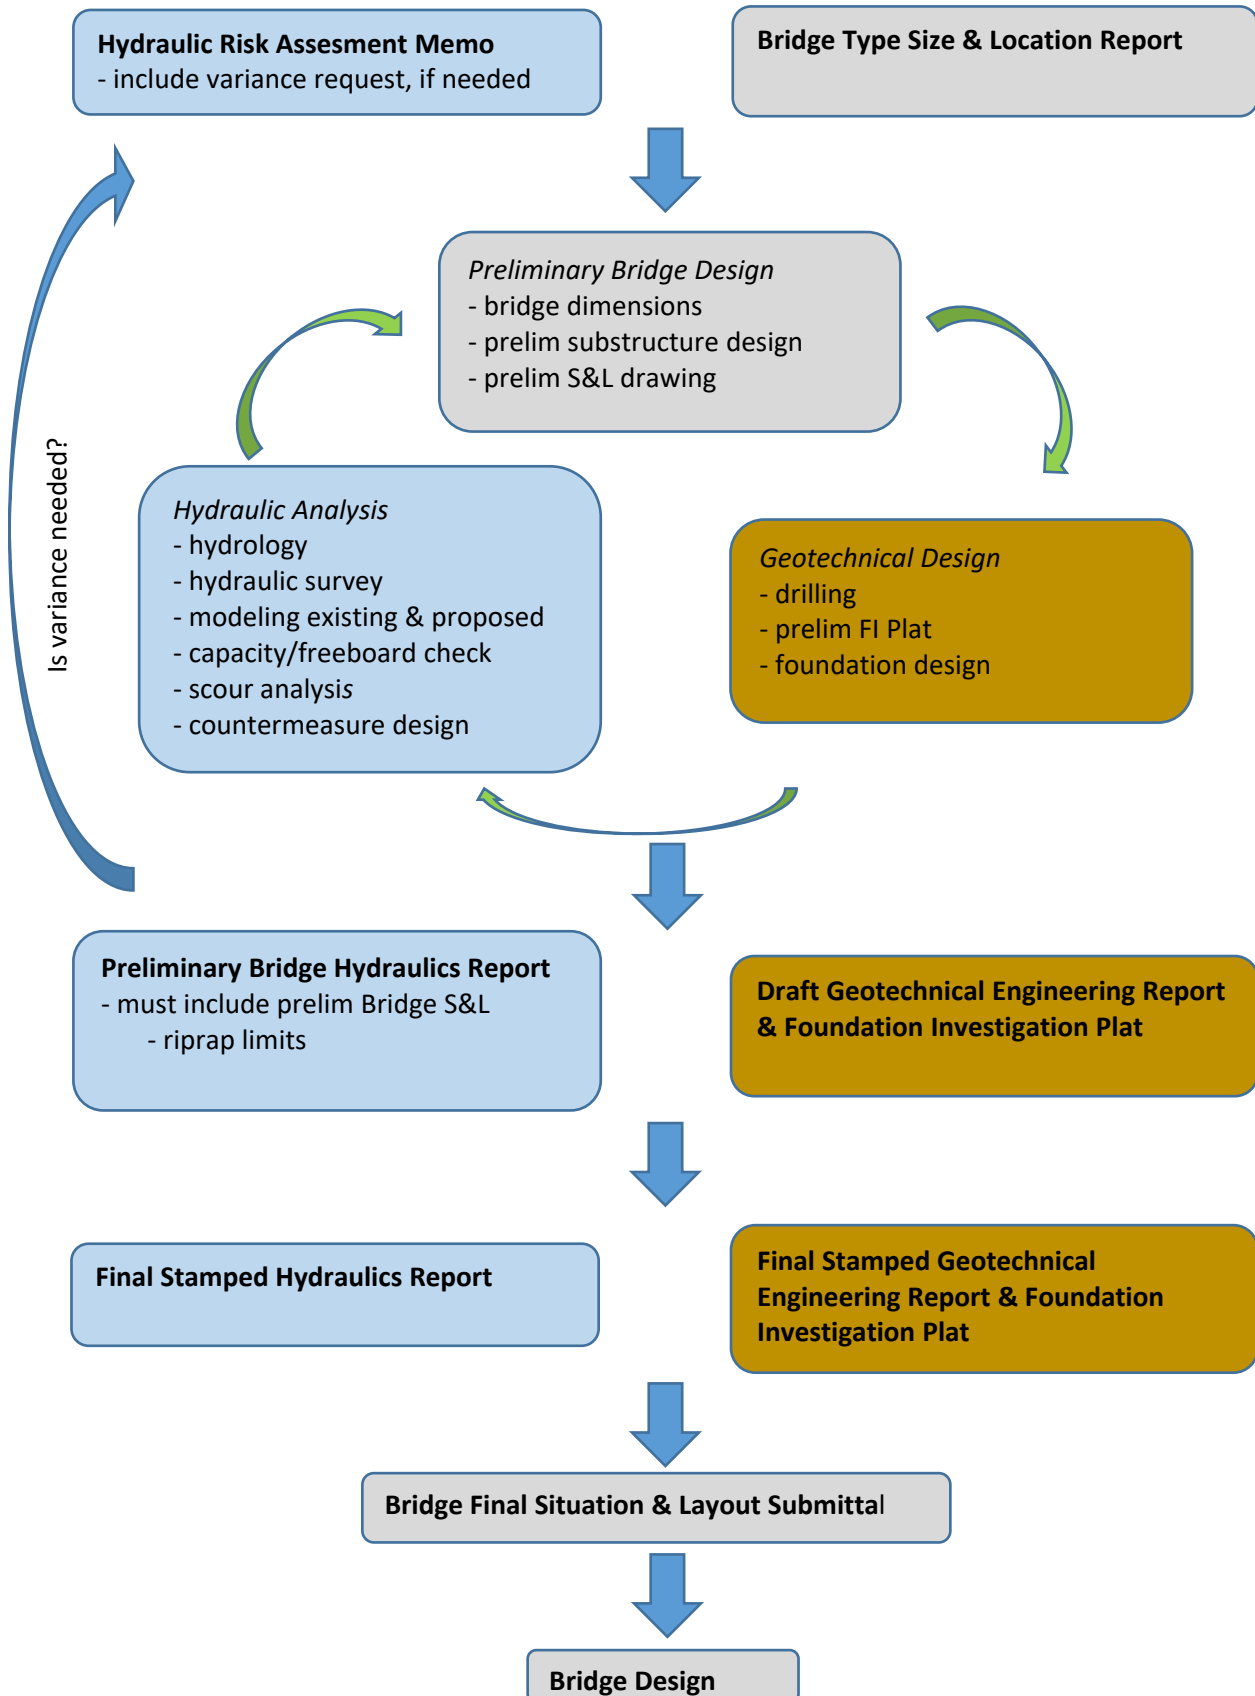 Hydraulic Risk Assesment Memo
- include variance request, if needed
Bridge Type Size & Location Report
Preliminary Bridge Design
- bridge dimensions
- prelim substructure design
- prelim S&L drawing
Is variance needed?
Hydraulic Analysis
- hydrology
- hydraulic survey
- modeling existing & proposed
- capacity/freeboard check
- scour analysis
- countermeasure design
Geotechnical Design
- drilling
- prelim FI Plat
- foundation design
Preliminary Bridge Hydraulics Report
- must include prelim Bridge S&L
- riprap limits
Draft Geotechnical Engineering Report
& Foundation Investigation Plat
Final Stamped Hydraulics Report
Final Stamped Geotechnical
Engineering Report & Foundation
Investigation Plat
Bridge Final Situation & Layout Submittal
Bridge Design